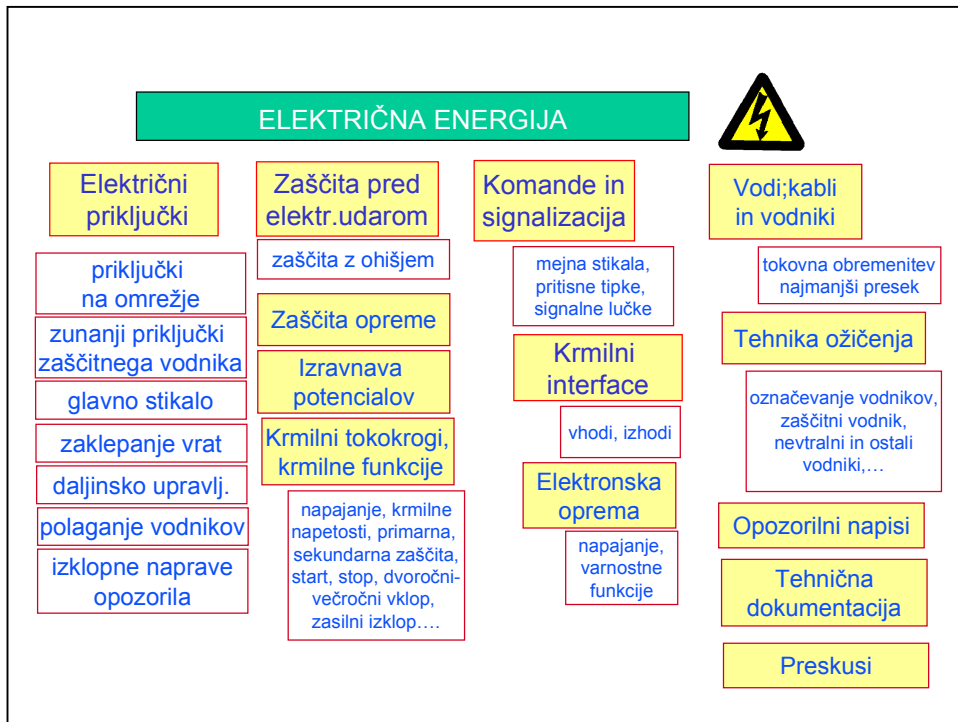 ELEKTRIČNA ENERGIJA
Električni
priključki
priključki
na omrežje
zunanji priključki
zaščitnega vodnika
glavno stikalo
zaklepanje vrat
daljinsko upravlj.
polaganje vodnikov
izklopne naprave
opozorila
Zaščita pred
elektr.udarom
zaščita z ohišjem
Zaščita opreme
Izravnava
potencialov
Krmilni tokokrogi,
krmilne funkcije
napajanje, krmilne
napetosti, primarna,
sekundarna zaščita,
start, stop, dvoročni-
večročni vklop,
zasilni izklop….
Komande in
signalizacija
mejna stikala,
pritisne tipke,
signalne lučke
Krmilni
interface
vhodi, izhodi
Elektronska
oprema
napajanje,
varnostne
funkcije
Vodi;kabli
in vodniki
tokovna obremenitev
najmanjši presek
Tehnika ožičenja
označevanje vodnikov,
zaščitni vodnik,
nevtralni in ostali
vodniki,…
Opozorilni napisi
Tehnična
dokumentacija
Preskusi